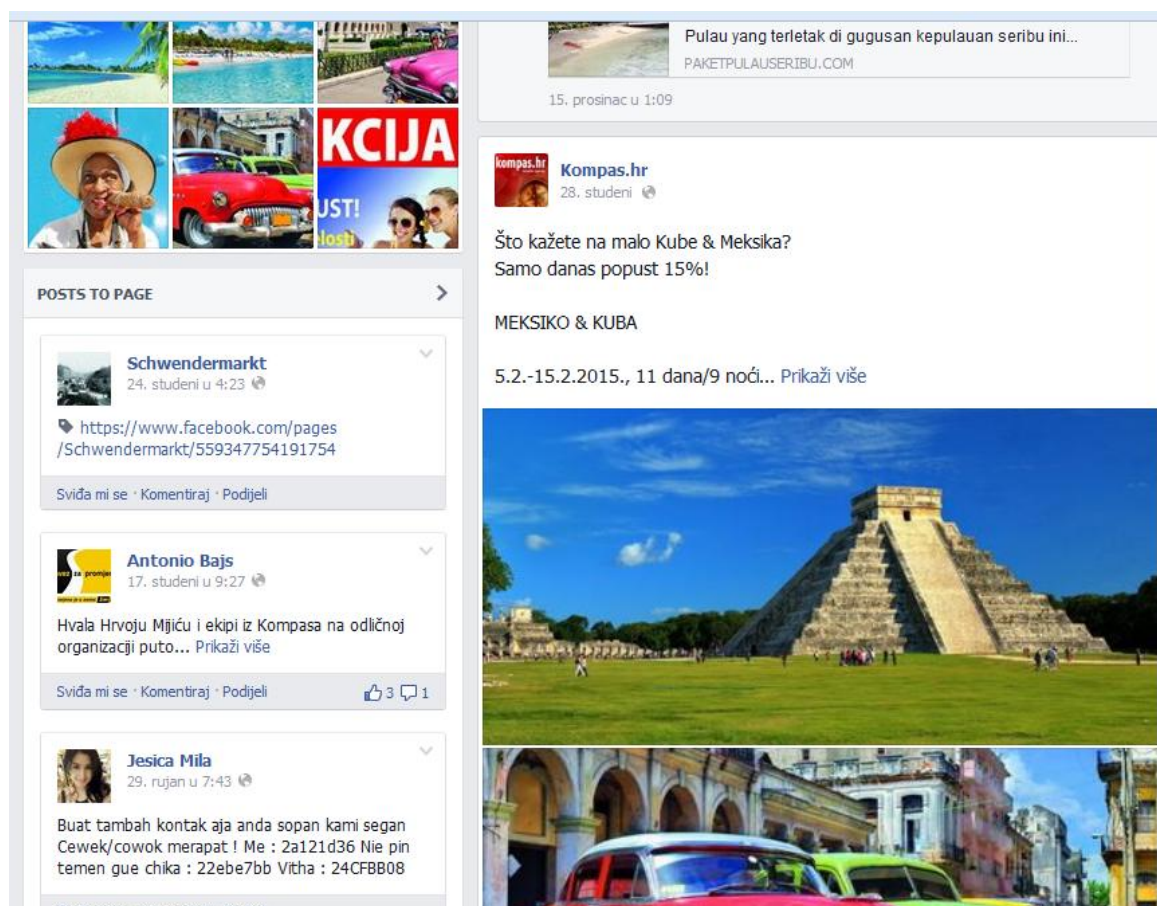 KCIJA
UST!
elosti
POSTS TO PAGE
Schwendermarkt
24. studeni u 4:23
https://www.facebook.com/pages
/Schwendermarkt/559347754191754
Sviđa mi se · Komentiraj · Podijeli
Antonio Bajs
17. studeni u 9:27
Hvala Hrvoju Mijiću i ekipi iz Kompasa na odličnoj
organizaciji puto... Prikaži više
Sviđa mi se · Komentiraj · Podijeli 3 1
Jesica Mila
29. rujan u 7:43
Buat tambah kontak aja anda sopan kami segan
Cewek/cowok merapat ! Me : 2a121d36 Nie pin
temen gue chika : 22ebe7bb Vitha : 24CFBB08
Pulau yang terletak di gugusan kepulauan seribu ini...
PAKETPULAUSERIBU.COM
15. prosinac u 1:09
kompas.hr
Kompas.hr
28. studeni
Što kažete na malo Kube & Meksika?
Samo danas popust 15%!
MEKSIKO & KUBA
5.2.-15.2.2015., 11 dana/9 noći... Prikaži više